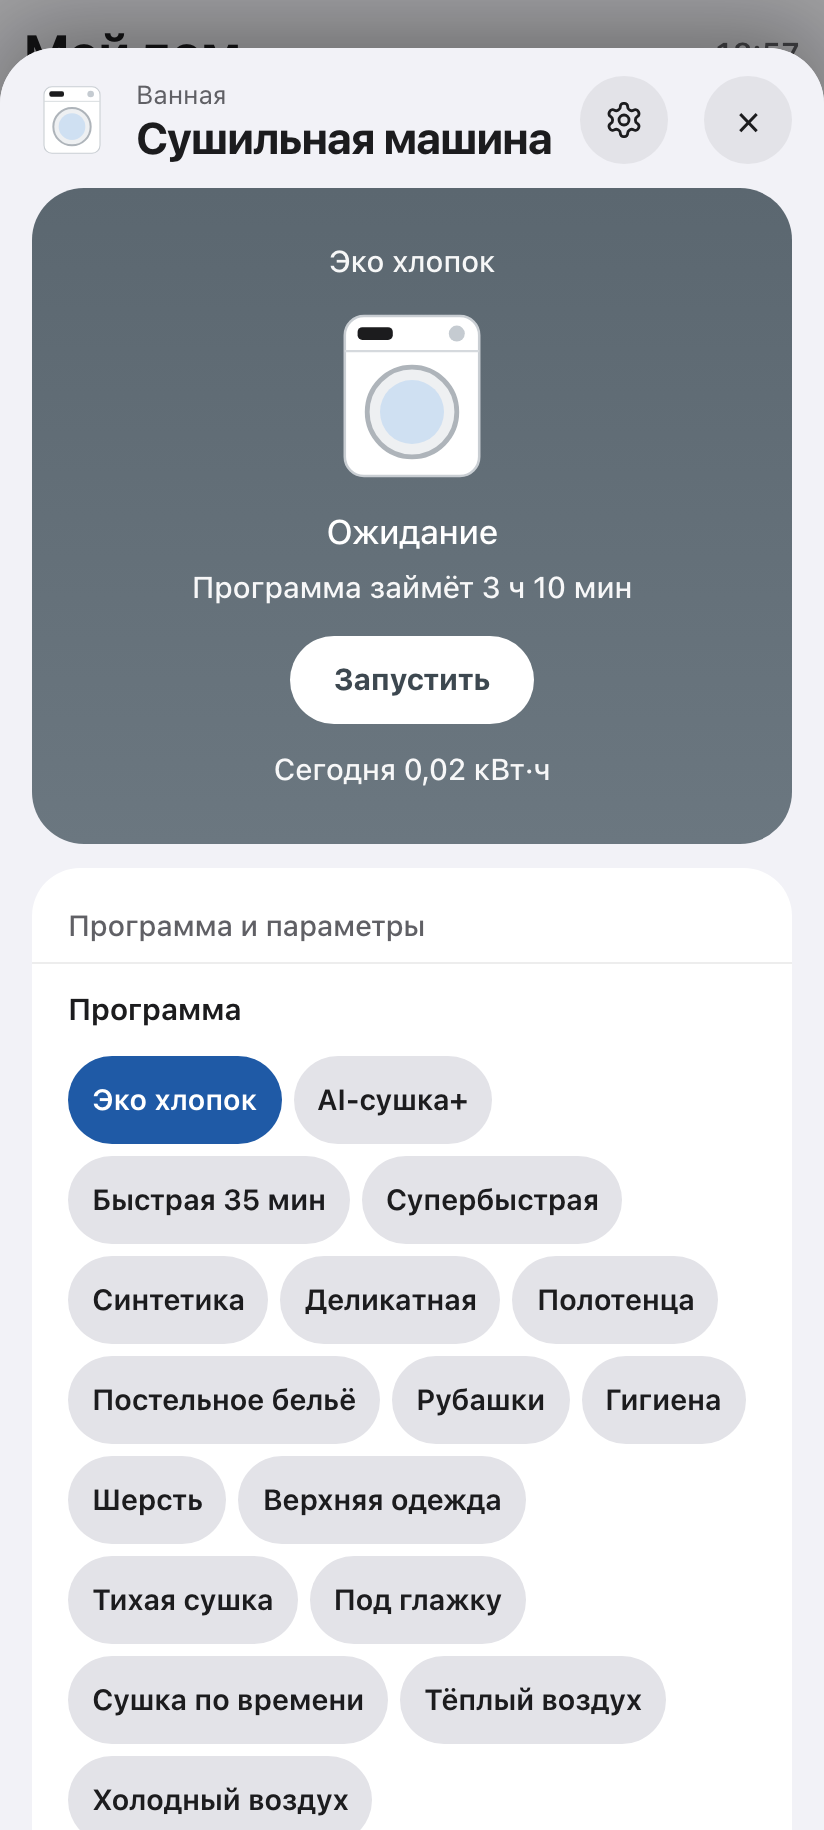 Ванная
Сушильная машина
Эко хлопок
Ожидание
Программа займёт 3 ч 10 мин
Запустить
Сегодня 0,02 кВт·ч
Программа и параметры
Программа
Эко хлопок
AI-сушка+
Быстрая 35 мин
Супербыстрая
Синтетика
Деликатная
Полотенца
Постельное бельё
Рубашки
Гигиена
Шерсть
Верхняя одежда
Тихая сушка
Под глажку
Сушка по времени
Тёплый воздух
Холодный воздух